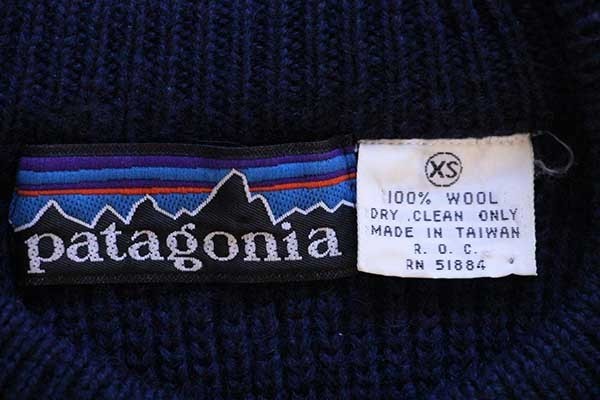 patagonia
XS
100% WOOL
DRY .CLEAN ONLY
MADE IN TAIWAN
R. O. C.
RN 51884